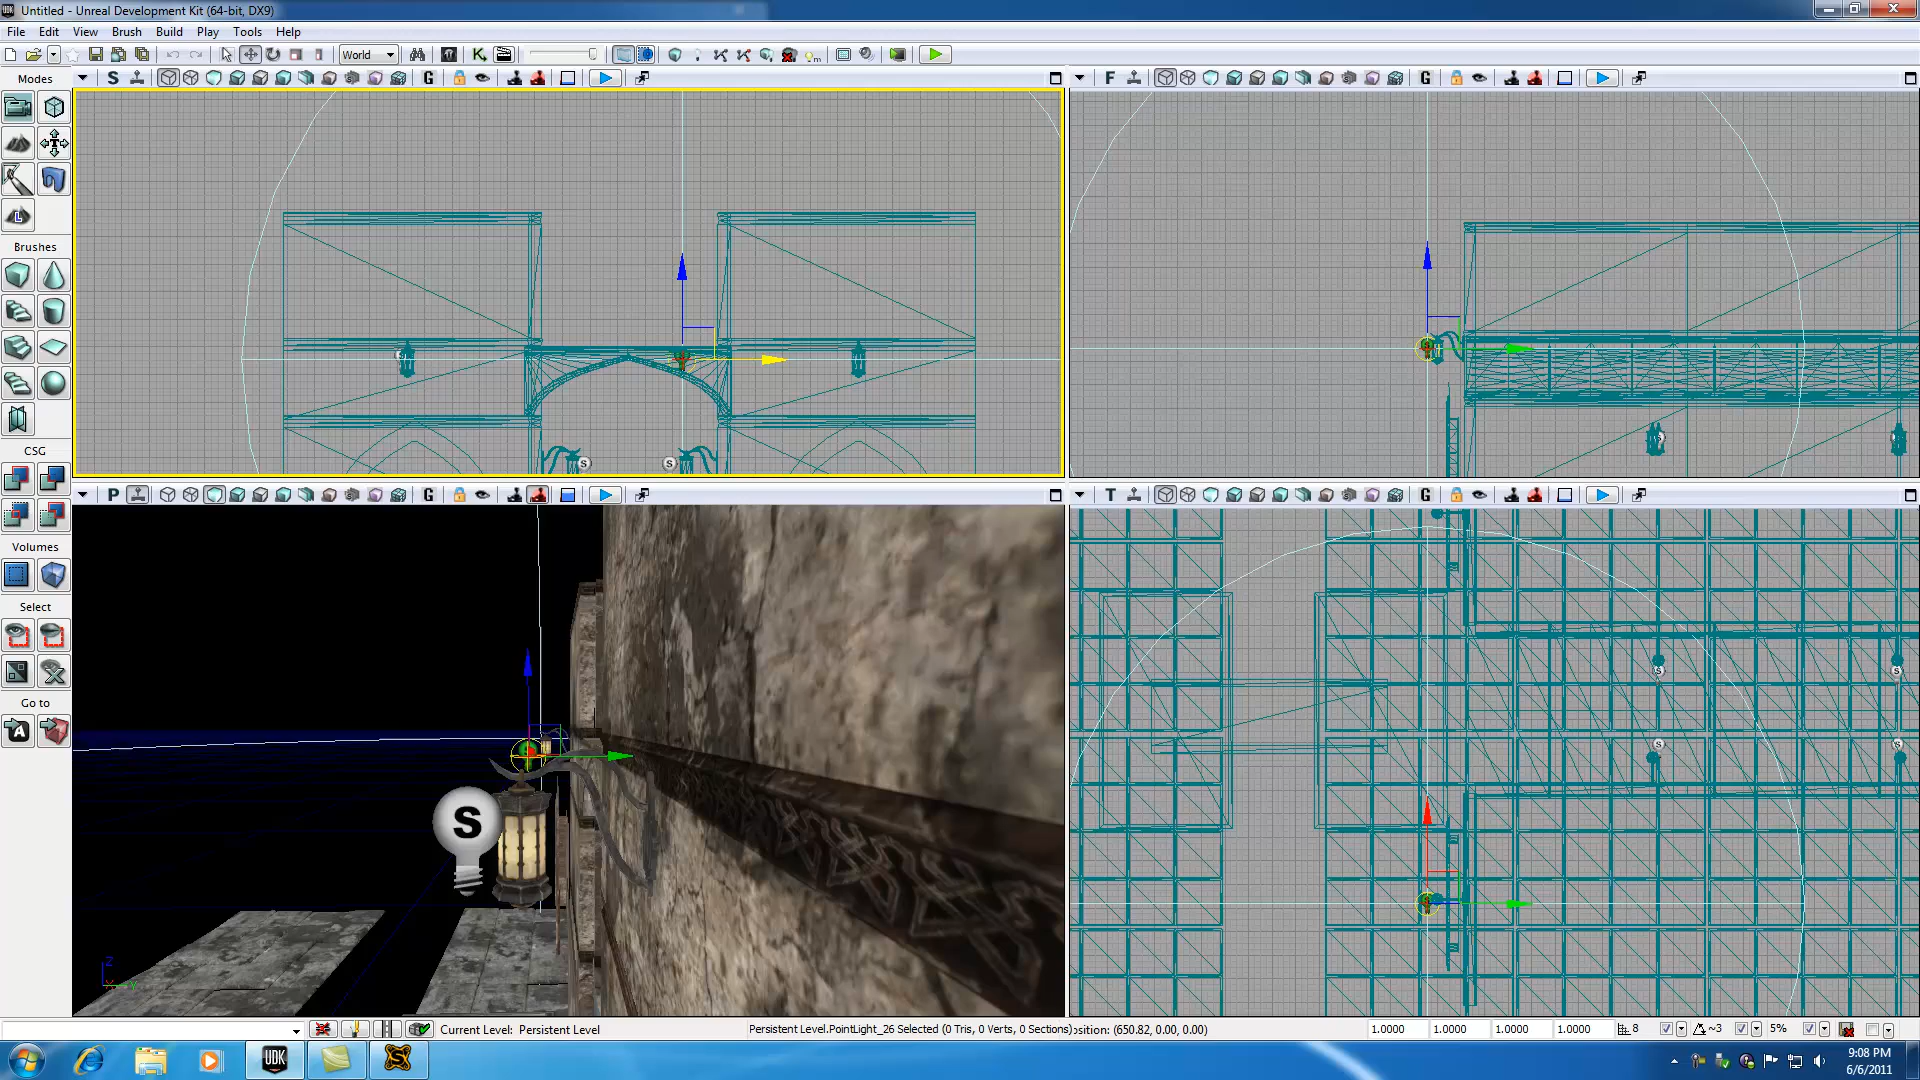 Untitled - Unreal Development Kit (64-bit, DX9)
File Edit View Brush Build Play Tools Help
World
Modes
S G
F G
L
Brushes
CSG
Volumes
Select
Go to
A
P G
T G
S
S S
S
Z
Y
Current Level: Persistent Level
Persistent Level.PointLight_26 Selected (0 Tris, 0 Verts, 0 Sections)
osition: (650.82, 0.00, 0.00)
1.0000 1.0000 1.0000 1.0000
8
~3
5%
UDK
9:08 PM
6/6/2011